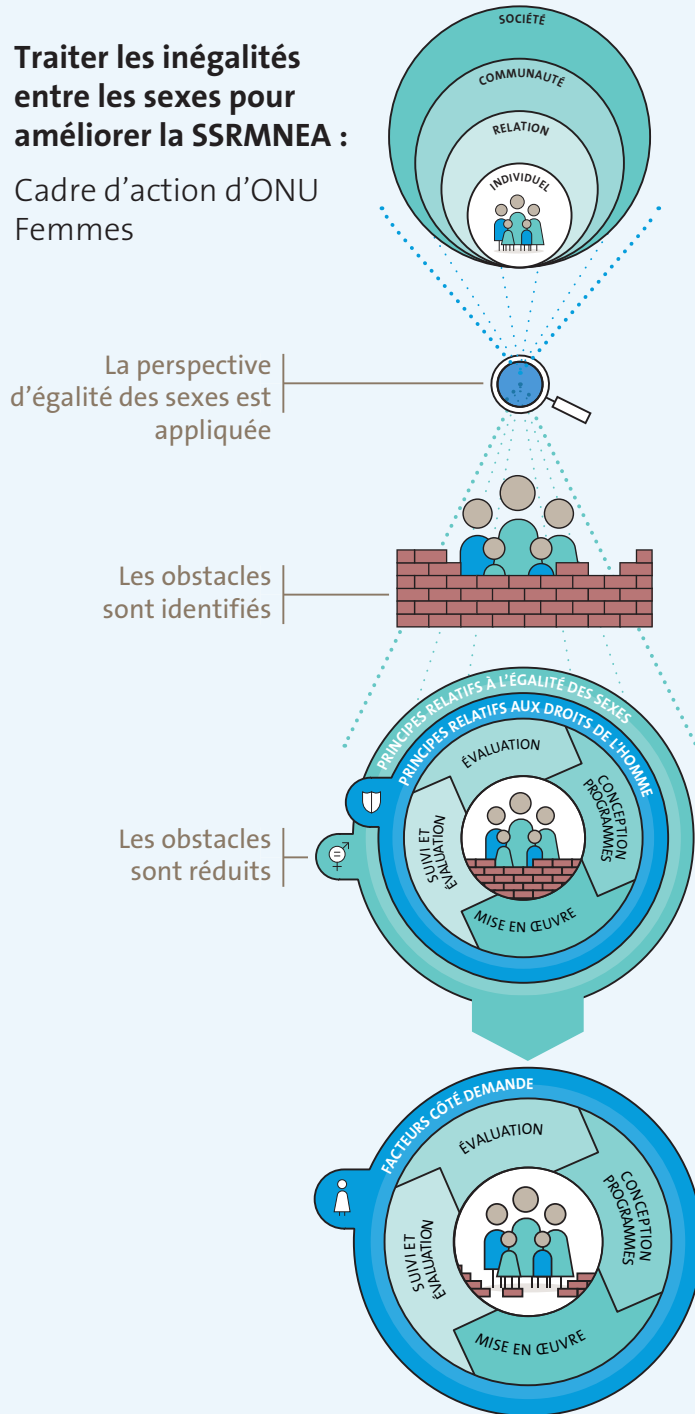 Traiter les inégalités
entre les sexes pour
améliorer la SSRMNEA :
Cadre d’action d’ONU
Femmes
SOCIÉTÉ
COMMUNAUTÉ
RELATION
INDIVIDUEL
La perspective
d’égalité des sexes est
appliquée
Les obstacles
sont identifiés
Les obstacles
sont réduits
PRINCIPES RELATIFS À L’ÉGALITÉ DES SEXES
PRINCIPES RELATIFS AUX DROITS DE L’HOMME
ÉVALUATION
CONCEPTION
PROGRAMMES
MISE EN ŒUVRE
SUIVI ET
ÉVALUATION
FACTEURS CÔTÉ DEMANDE
ÉVALUATION
CONCEPTION
PROGRAMMES
MISE EN ŒUVRE
SUIVI ET
ÉVALUATION